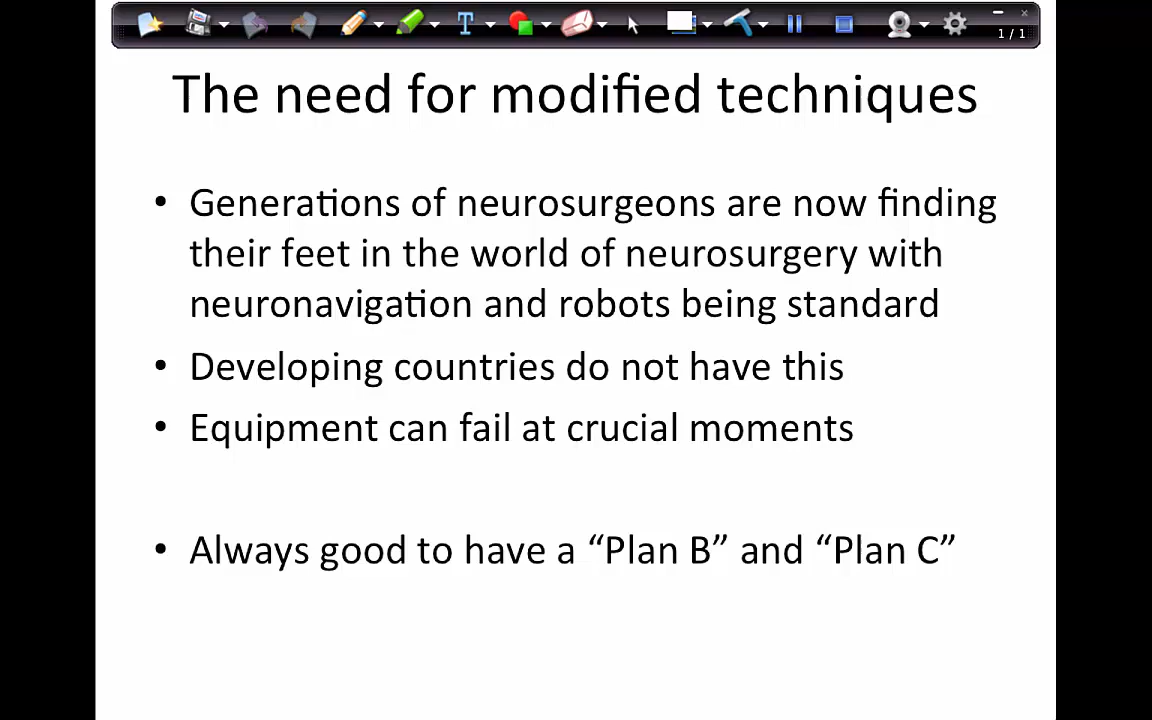 1 / 1
The need for modified techniques
• Generations of neurosurgeons are now finding
their feet in the world of neurosurgery with
neuronavigation and robots being standard
• Developing countries do not have this
• Equipment can fail at crucial moments
• Always good to have a “Plan B” and “Plan C”